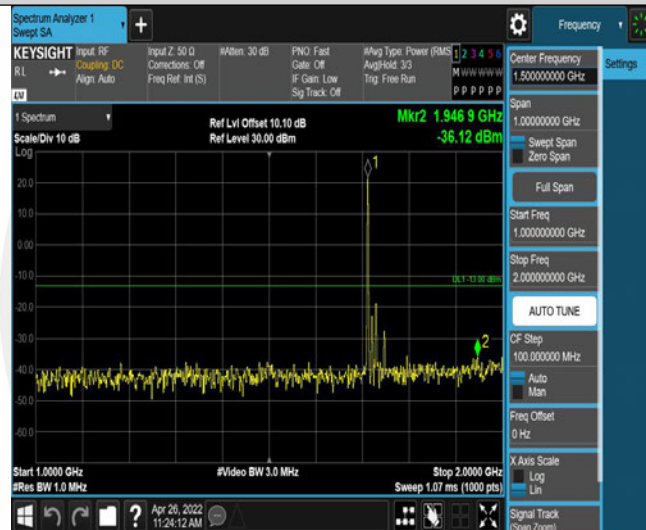 Spectrum Analyzer 1
Swept SA
Frequency
KEYSIGHT
RL
LXI
Input: RF
Coupling: DC
Align: Auto
Input Z: 50 Ω
Corrections: Off
Freq Ref: Int (S)
#Atten: 30 dB
PNO: Fast
Gate: Off
IF Gain: Low
Sig Track: Off
#Avg Type: Power (RMS
Avg|Hold: 3/3
Trig: Free Run
1 2 3 4 5 6
M W W W W W
P P P P P P
Center Frequency
1.500000000 GHz
Settings
Span
1.00000000 GHz
Swept Span
Zero Span
Full Span
Start Freq
1.000000000 GHz
Stop Freq
2.000000000 GHz
AUTO TUNE
CF Step
100.000000 MHz
Auto
Man
Freq Offset
0 Hz
X Axis Scale
Log
Lin
Signal Track
(Span Zoom)
1 Spectrum
Scale/Div 10 dB
Log
Ref Lvl Offset 10.10 dB
Ref Level 30.00 dBm
Mkr2 1.946 9 GHz
-36.12 dBm
1
20.0
10.0
0.00
-10.0
DL1 -13.00 dBm
-20.0
-30.0
2
-40.0
-50.0
-60.0
Start 1.0000 GHz
#Video BW 3.0 MHz
Stop 2.0000 GHz
#Res BW 1.0 MHz
Sweep 1.07 ms (1000 pts)
?
Apr 26, 2022
11:24:12 AM